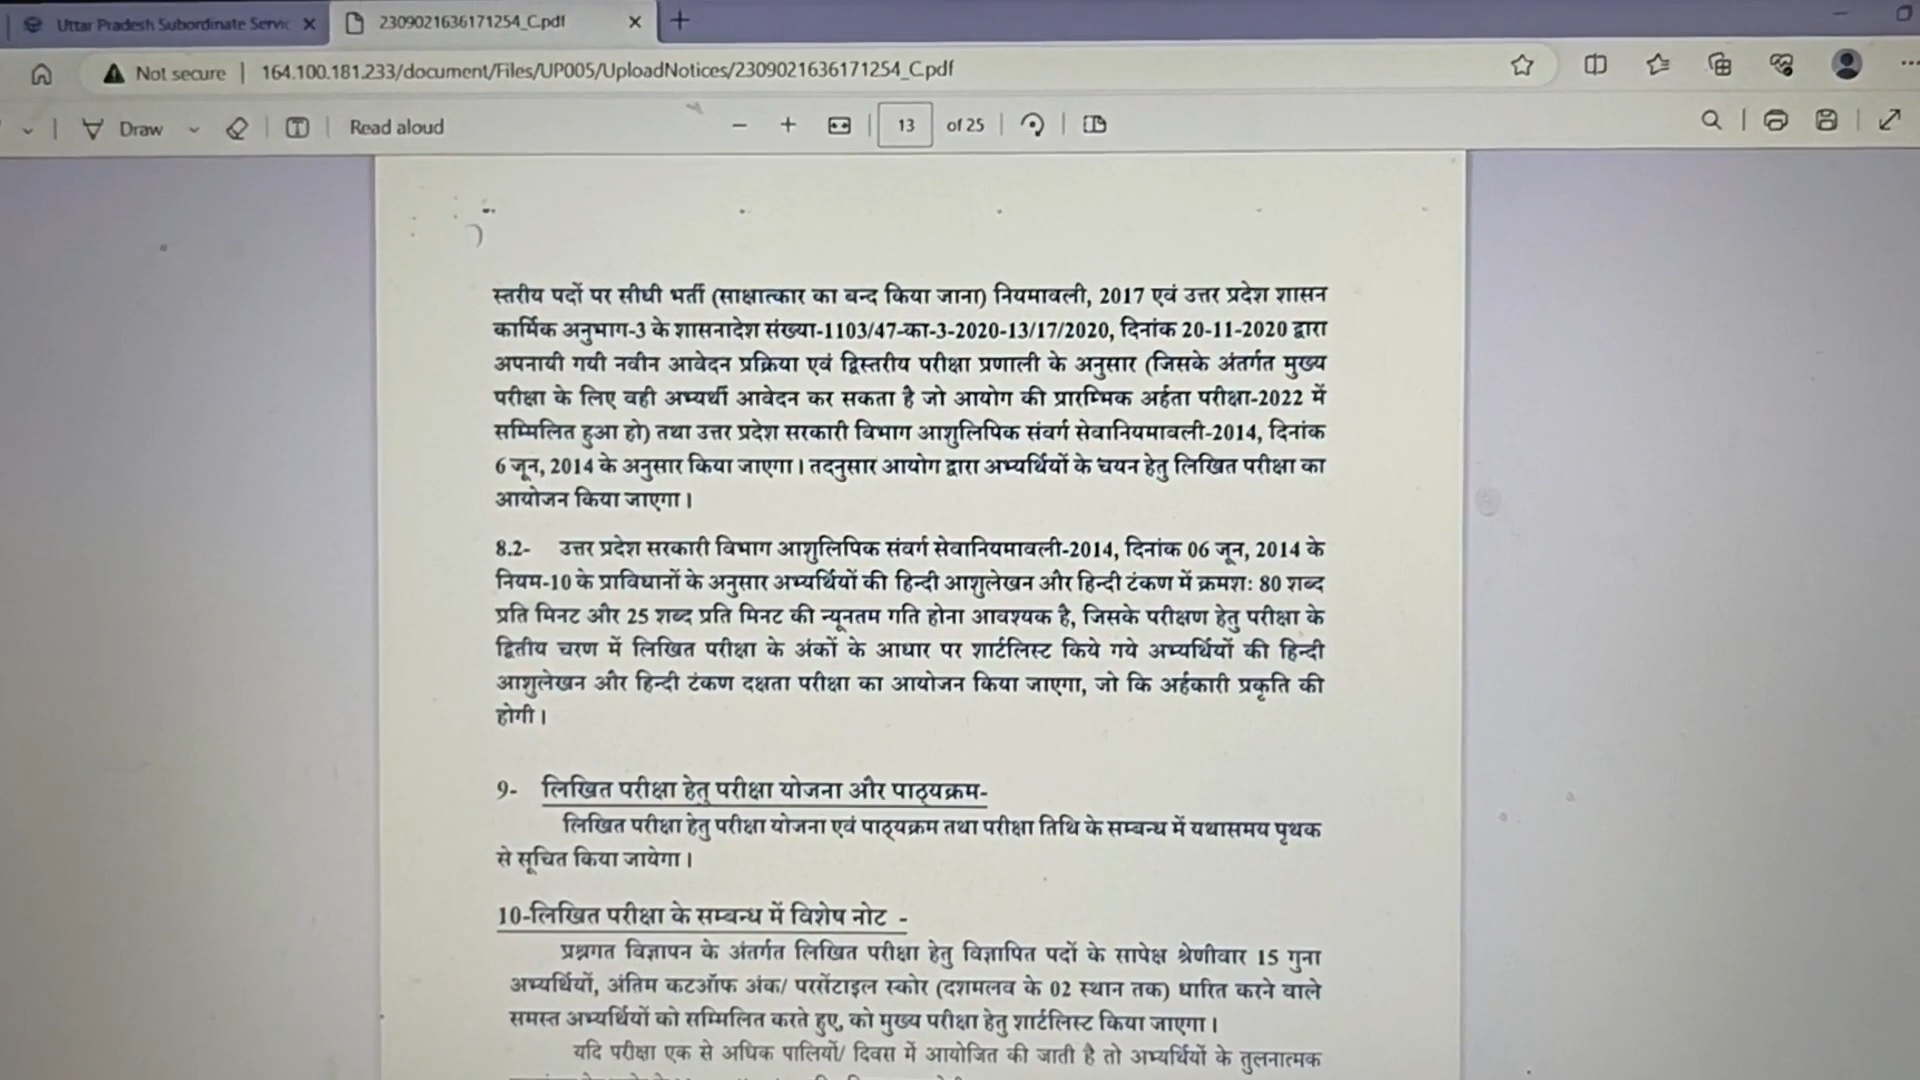 Uttar Pradesh Subordinate Servic
2309021636171254_C.pdf
Not secure
164.100.181.233/document/Files/UP005/UploadNotices/2309021636171254_C.pdf
Draw
Read aloud
13 of 25
स्तरीय पदों पर सीधी भर्ती (साक्षात्कार का बन्द किया जाना) नियमावली, 2017 एवं उत्तर प्रदेश शासन
कार्मिक अनुभाग-3 के शासनादेश संख्या-1103/47-का-3-2020-13/17/2020, दिनांक 20-11-2020 द्वारा
अपनायी गयी नवीन आवेदन प्रक्रिया एवं द्विस्तरीय परीक्षा प्रणाली के अनुसार (जिसके अंतर्गत मुख्य
परीक्षा के लिए वही अभ्यर्थी आवेदन कर सकता है जो आयोग की प्रारम्भिक अर्हता परीक्षा-2022 में
सम्मिलित हुआ हो) तथा उत्तर प्रदेश सरकारी विभाग आशुलिपिक संवर्ग सेवानियमावली-2014, दिनांक
6 जून, 2014 के अनुसार किया जाएगा। तदनुसार आयोग द्वारा अभ्यर्थियों के चयन हेतु लिखित परीक्षा का
आयोजन किया जाएगा।
8.2- उत्तर प्रदेश सरकारी विभाग आशुलिपिक संवर्ग सेवानियमावली-2014, दिनांक 06 जून, 2014 के
नियम-10 के प्राविधानों के अनुसार अभ्यर्थियों की हिन्दी आशुलेखन और हिन्दी टंकण में क्रमशः 80 शब्द
प्रति मिनट और 25 शब्द प्रति मिनट की न्यूनतम गति होना आवश्यक है, जिसके परीक्षण हेतु परीक्षा के
द्वितीय चरण में लिखित परीक्षा के अंकों के आधार पर शार्टलिस्ट किये गये अभ्यर्थियों की हिन्दी
आशुलेखन और हिन्दी टंकण दक्षता परीक्षा का आयोजन किया जाएगा, जो कि अर्हकारी प्रकृति की
होगी।
9- लिखित परीक्षा हेतु परीक्षा योजना और पाठ्यक्रम-
लिखित परीक्षा हेतु परीक्षा योजना एवं पाठ्यक्रम तथा परीक्षा तिथि के सम्बन्ध में यथासमय पृथक
से सूचित किया जायेगा।
10-लिखित परीक्षा के सम्बन्ध में विशेष नोट -
प्रश्नगत विज्ञापन के अंतर्गत लिखित परीक्षा हेतु विज्ञापित पदों के सापेक्ष श्रेणीवार 15 गुना
अभ्यर्थियों, अंतिम कटऑफ अंक/ परसेंटाइल स्कोर (दशमलव के 02 स्थान तक) धारित करने वाले
समस्त अभ्यर्थियों को सम्मिलित करते हुए, को मुख्य परीक्षा हेतु शार्टलिस्ट किया जाएगा।
यदि परीक्षा एक से अधिक पालियों/ दिवस में आयोजित की जाती है तो अभ्यर्थियों के तुलनात्मक